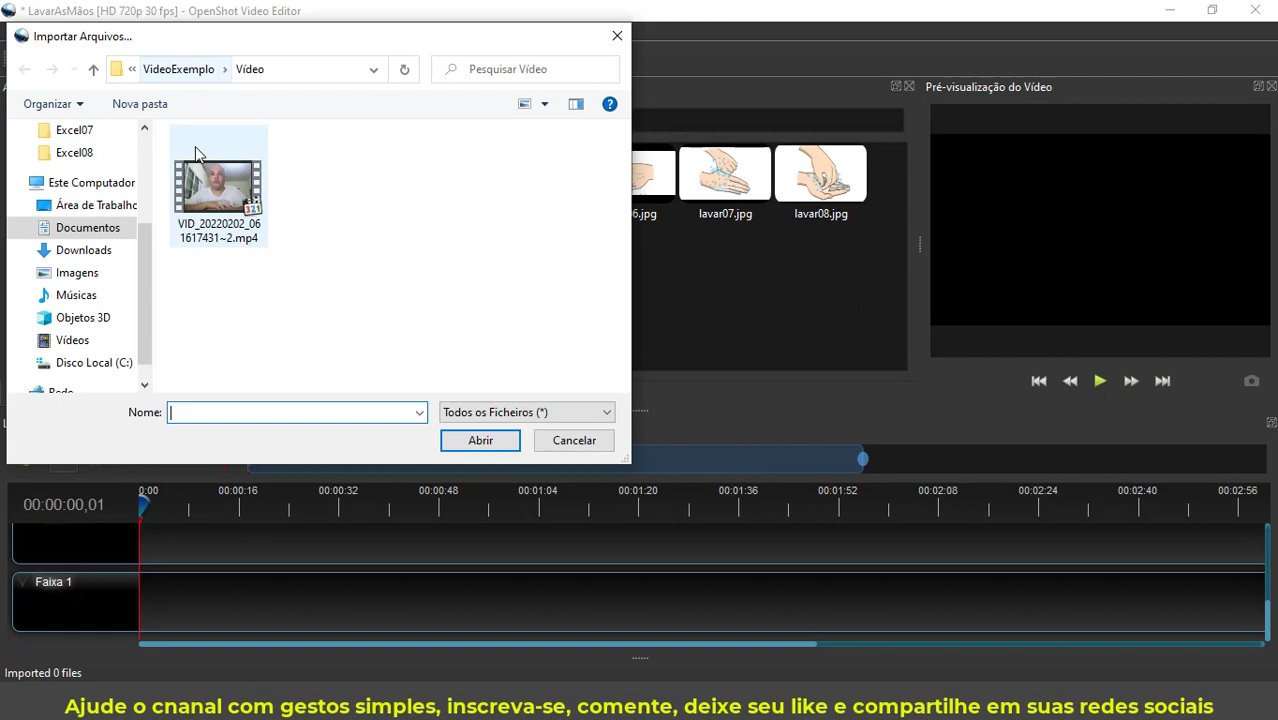 * LavarAsMãos [HD 720p 30 fps] - OpenShot Video Editor
Importar Arquivos...
« VideoExemplo › Vídeo
Pesquisar Vídeo
Organizar
Nova pasta
Excel07
Excel08
Este Computador
Área de Trabalho
Documentos
Downloads
Imagens
Músicas
Objetos 3D
Vídeos
Disco Local (C:)
Rede
VID_20220202_06
1617431~2.mp4
Nome:
Todos os Ficheiros (*)
Abrir
Cancelar
Pré-visualização do Vídeo
6.jpg
lavar07.jpg
lavar08.jpg
00:00:00,01
0:00
00:00:16
00:00:32
00:00:48
00:01:04
00:01:20
00:01:36
00:01:52
00:02:08
00:02:24
00:02:40
00:02:56
Faixa 1
Imported 0 files
Ajude o cnanal com gestos simples, inscreva-se, comente, deixe seu like e compartilhe em suas redes sociais